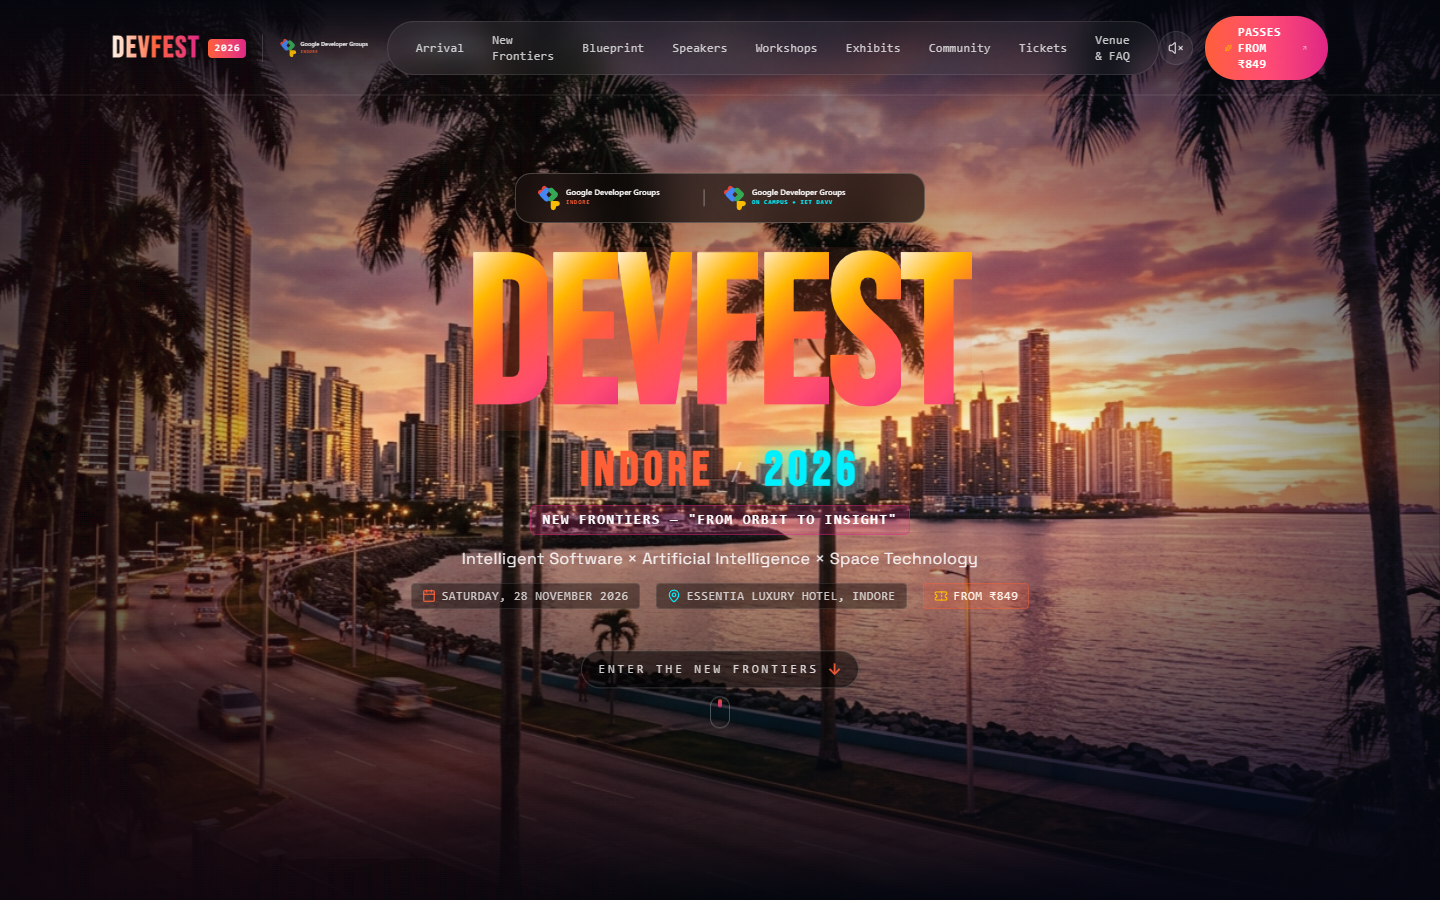 DEVFEST 2026 Google Developer Groups
INDORE
Arrival
New
Frontiers
Blueprint
Speakers
Workshops
Exhibits
Community
Tickets
Venue
& FAQ
PASSES
FROM
₹849
Google Developer Groups
INDORE
Google Developer Groups
ON CAMPUS • IET DAVV
DEVFEST
INDORE 2026
NEW FRONTIERS — "FROM ORBIT TO INSIGHT"
Intelligent Software × Artificial Intelligence × Space Technology
SATURDAY, 28 NOVEMBER 2026
ESSENTIA LUXURY HOTEL, INDORE
FROM ₹849
ENTER THE NEW FRONTIERS